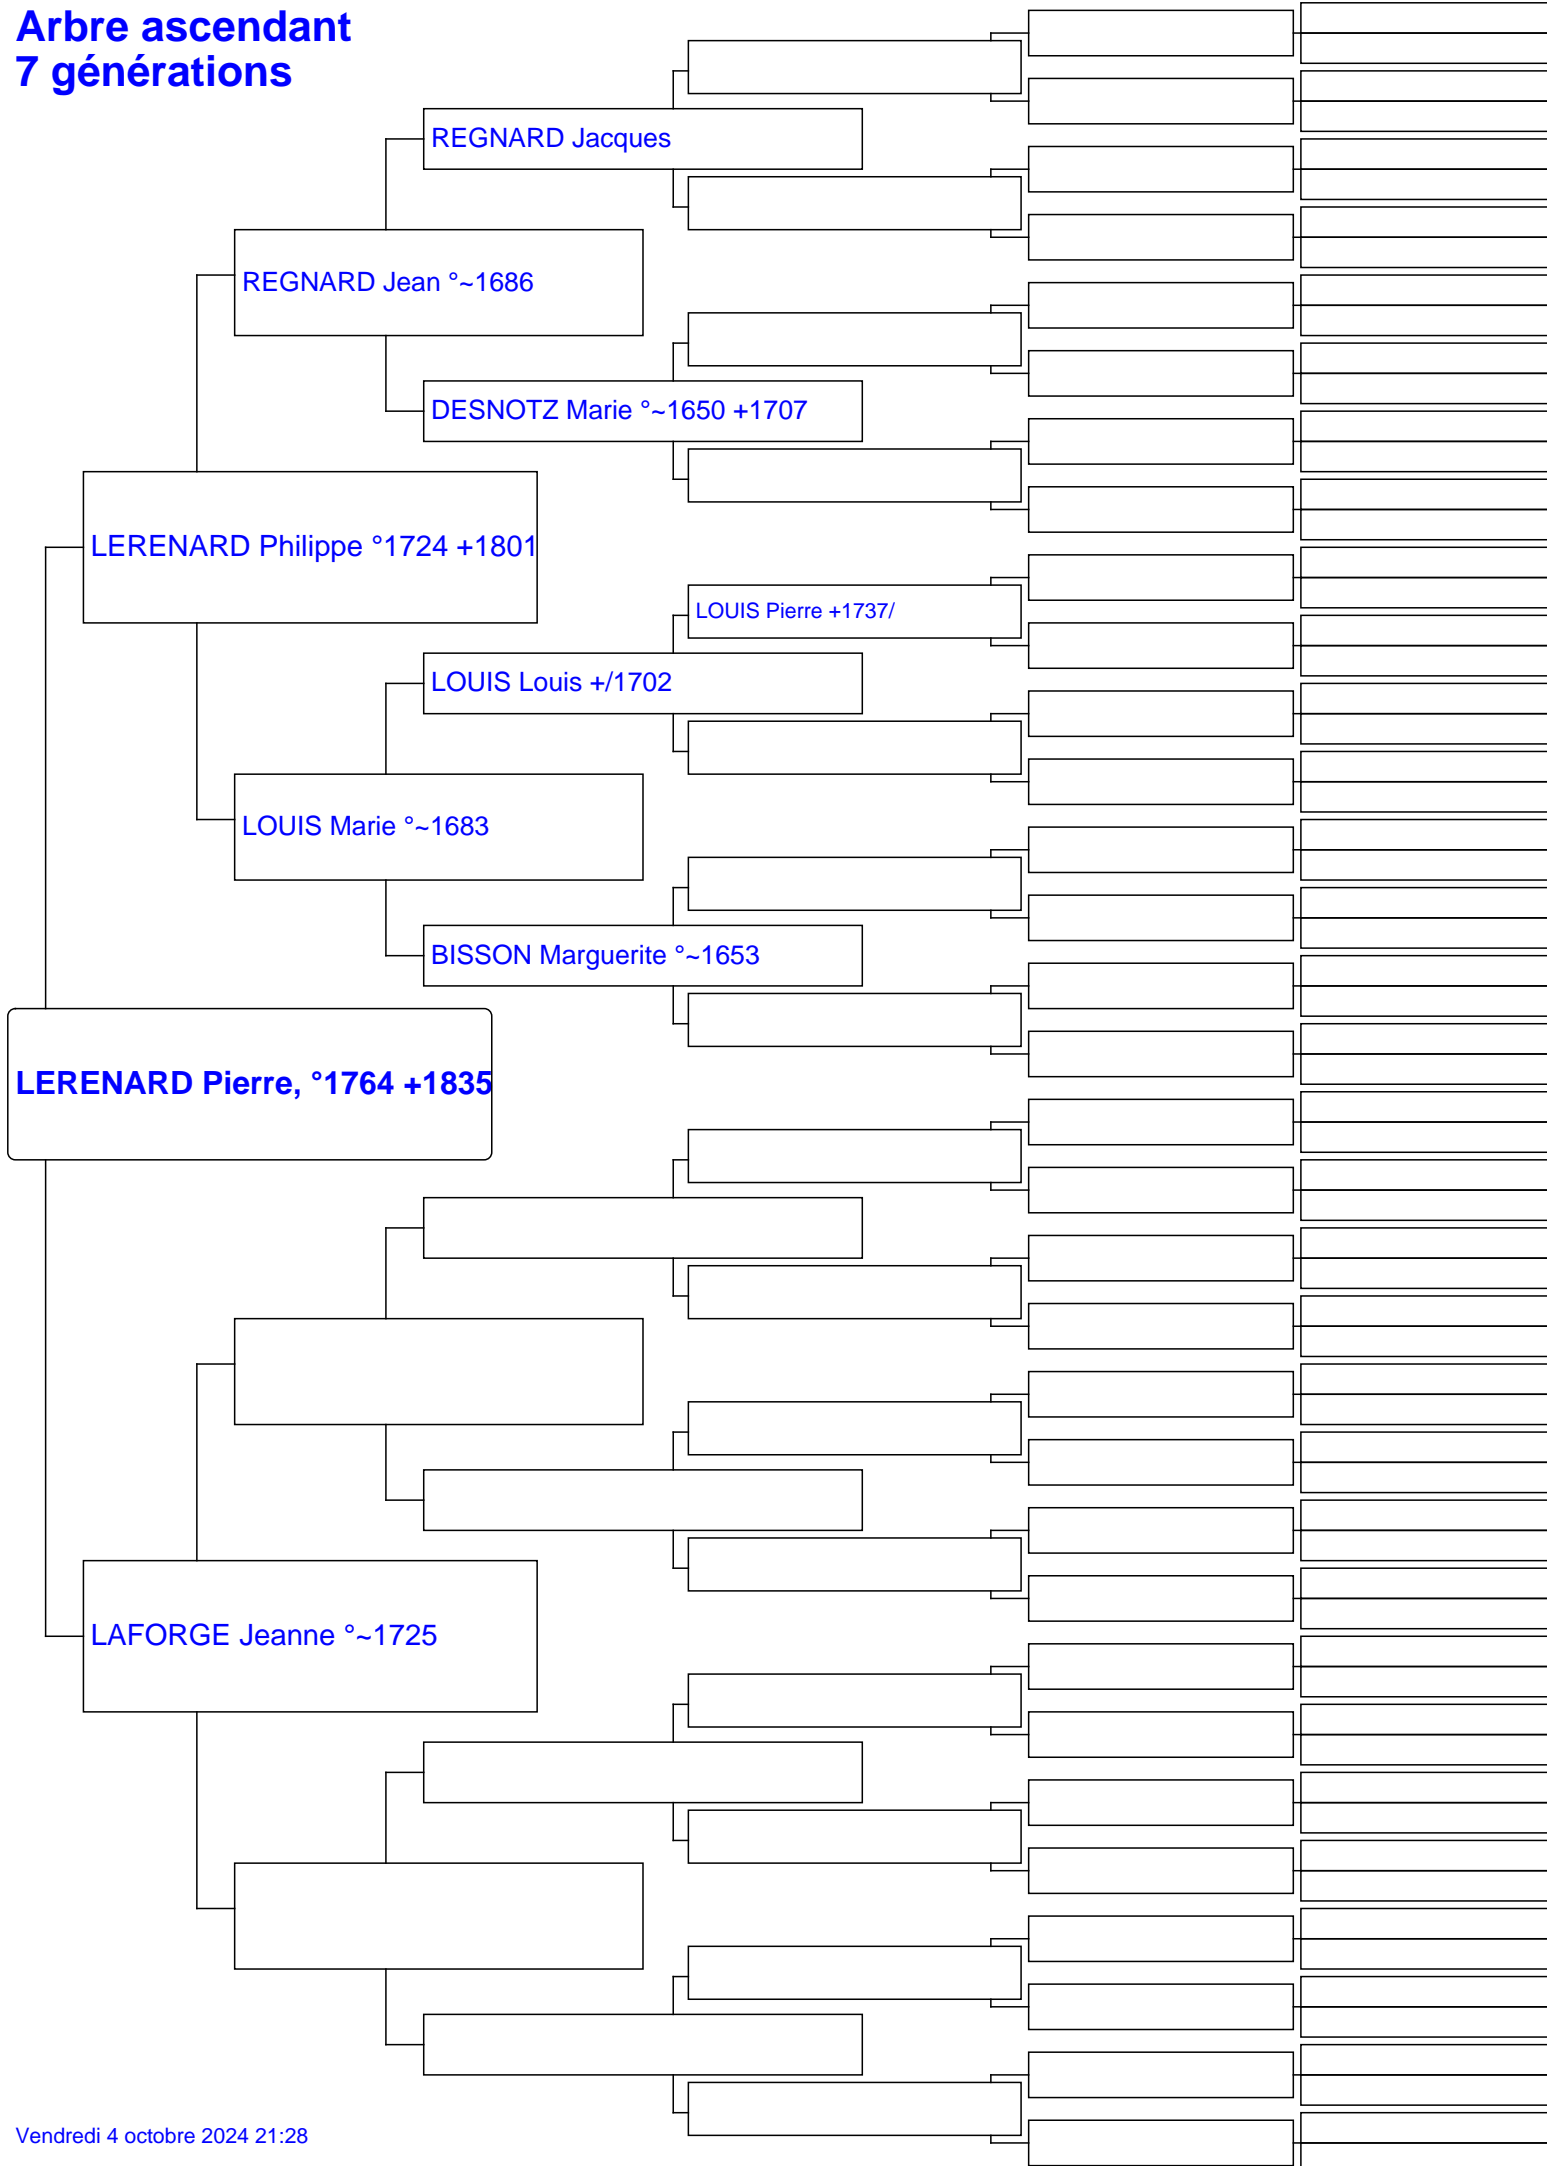 Arbre ascendant
7 générations
REGNARD Jacques
REGNARD Jean °~1686
DESNOTZ Marie °~1650 +1707
LERENARD Philippe °1724 +1801
LOUIS Pierre +1737/
LOUIS Louis +/1702
LOUIS Marie °~1683
BISSON Marguerite °~1653
LERENARD Pierre, °1764 +1835
LAFORGE Jeanne °~1725
Vendredi 4 octobre 2024 21:28